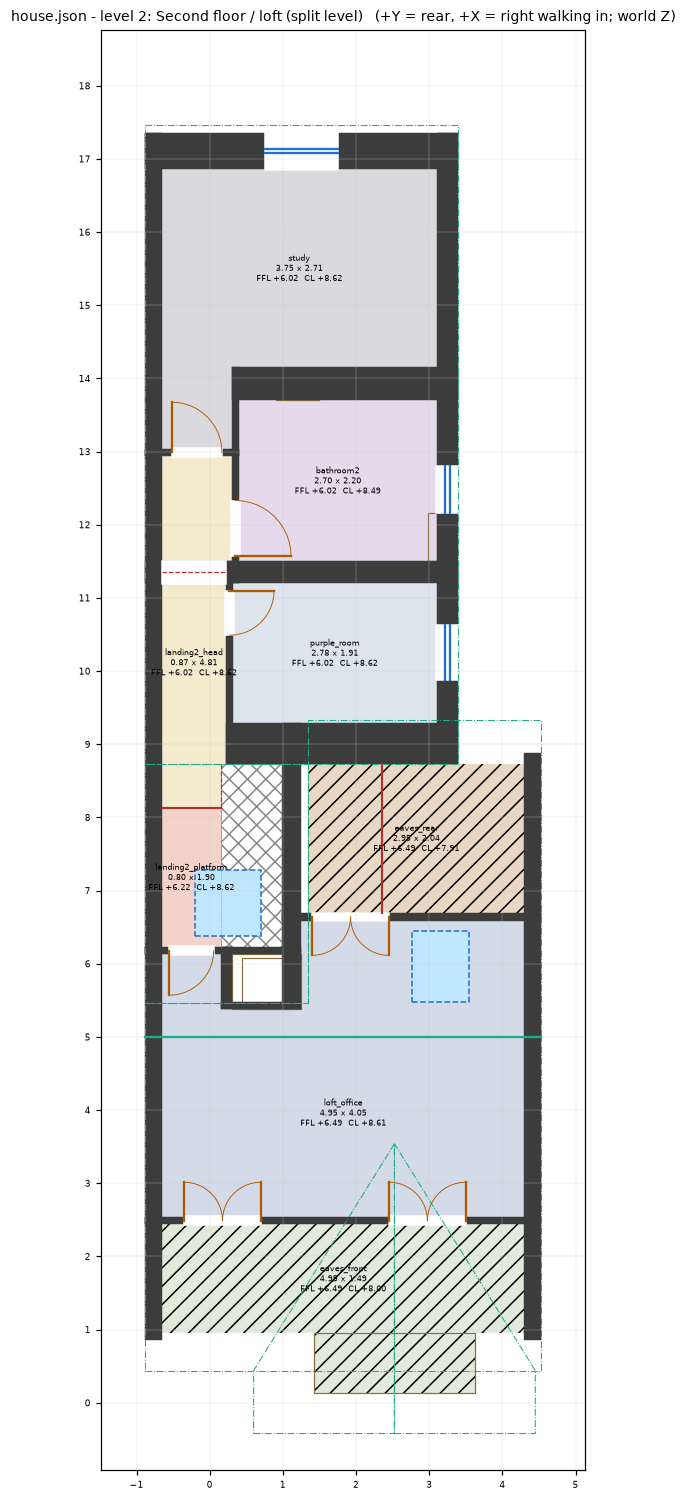 house.json - level 2: Second floor / loft (split level)   (+Y = rear, +X = right walking in; world Z)
18
17
16
15
14
13
12
11
10
9
8
7
6
5
4
3
2
1
0
study
3.75 x 2.71
FFL +6.02  CL +8.62
bathroom2
2.70 x 2.20
FFL +6.02  CL +8.49
purple_room
2.78 x 1.91
FFL +6.02  CL +8.62
landing2_head
0.87 x 4.81
FFL +6.02  CL +8.62
eaves_rear
2.95 x 2.04
FFL +6.49  CL +7.91
landing2_platform
0.80 x 1.90
FFL +6.22  CL +8.62
loft_office
4.95 x 4.05
FFL +6.49  CL +8.61
eaves_front
4.95 x 1.49
FFL +6.49  CL +8.00
−1
0
1
2
3
4
5